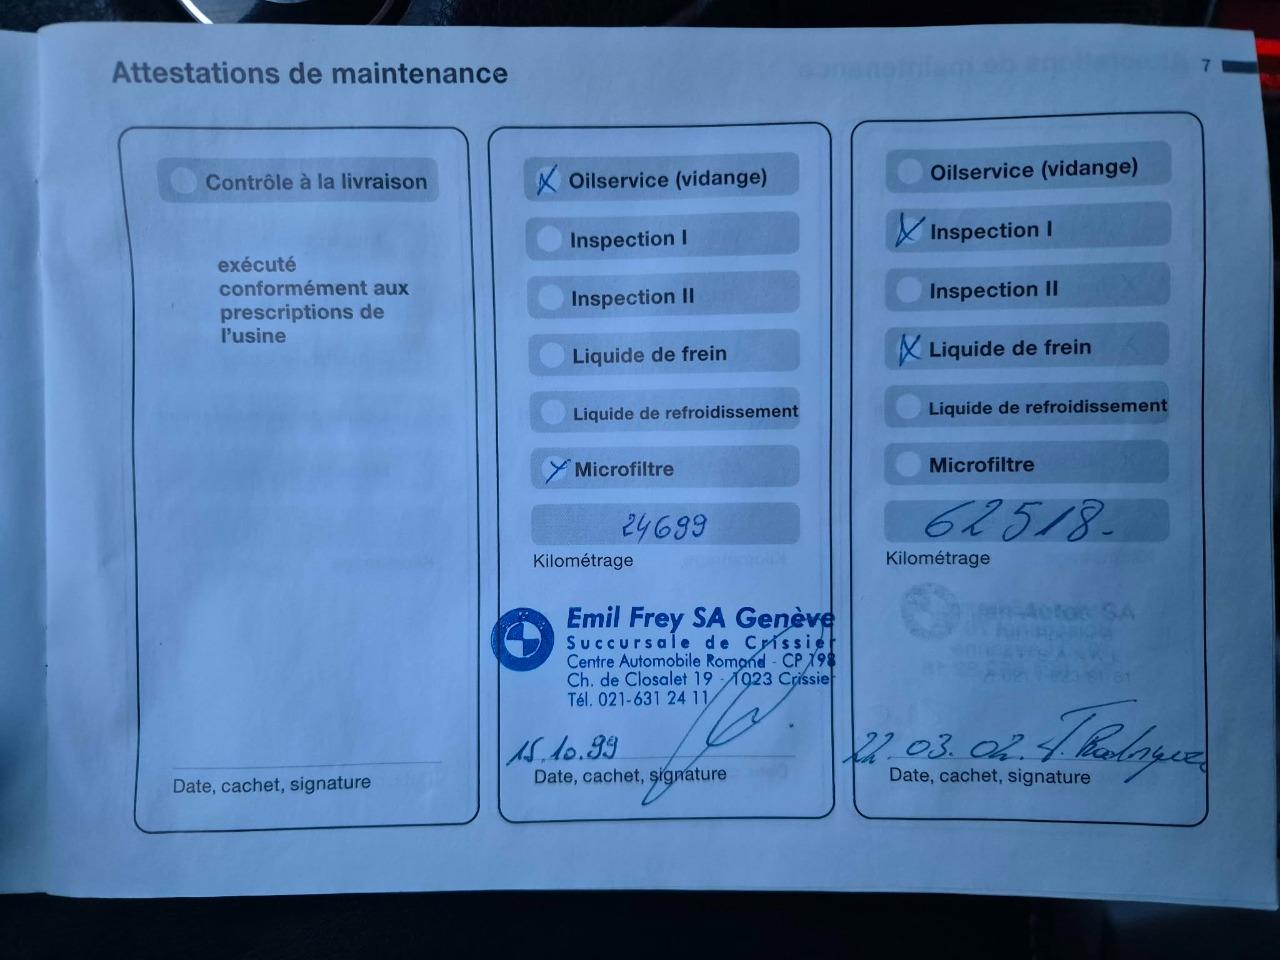 Attestations de maintenance
7
Contrôle à la livraison
exécuté
conformément aux
prescriptions de
l'usine
Date, cachet, signature
Oilservice (vidange)
Inspection I
Inspection II
Liquide de frein
Liquide de refroidissement
Microfiltre
24699
Kilométrage
Emil Frey SA Genève
Succursale de Crissier
Centre Automobile Romand - CP 198
Ch. de Closalet 19 - 1023 Crissier
Tél. 021-631 24 11
15.10.99
Date, cachet, signature
Oilservice (vidange)
Inspection I
Inspection II
Liquide de frein
Liquide de refroidissement
Microfiltre
62518.-
Kilométrage
22.03.02.
Date, cachet, signature